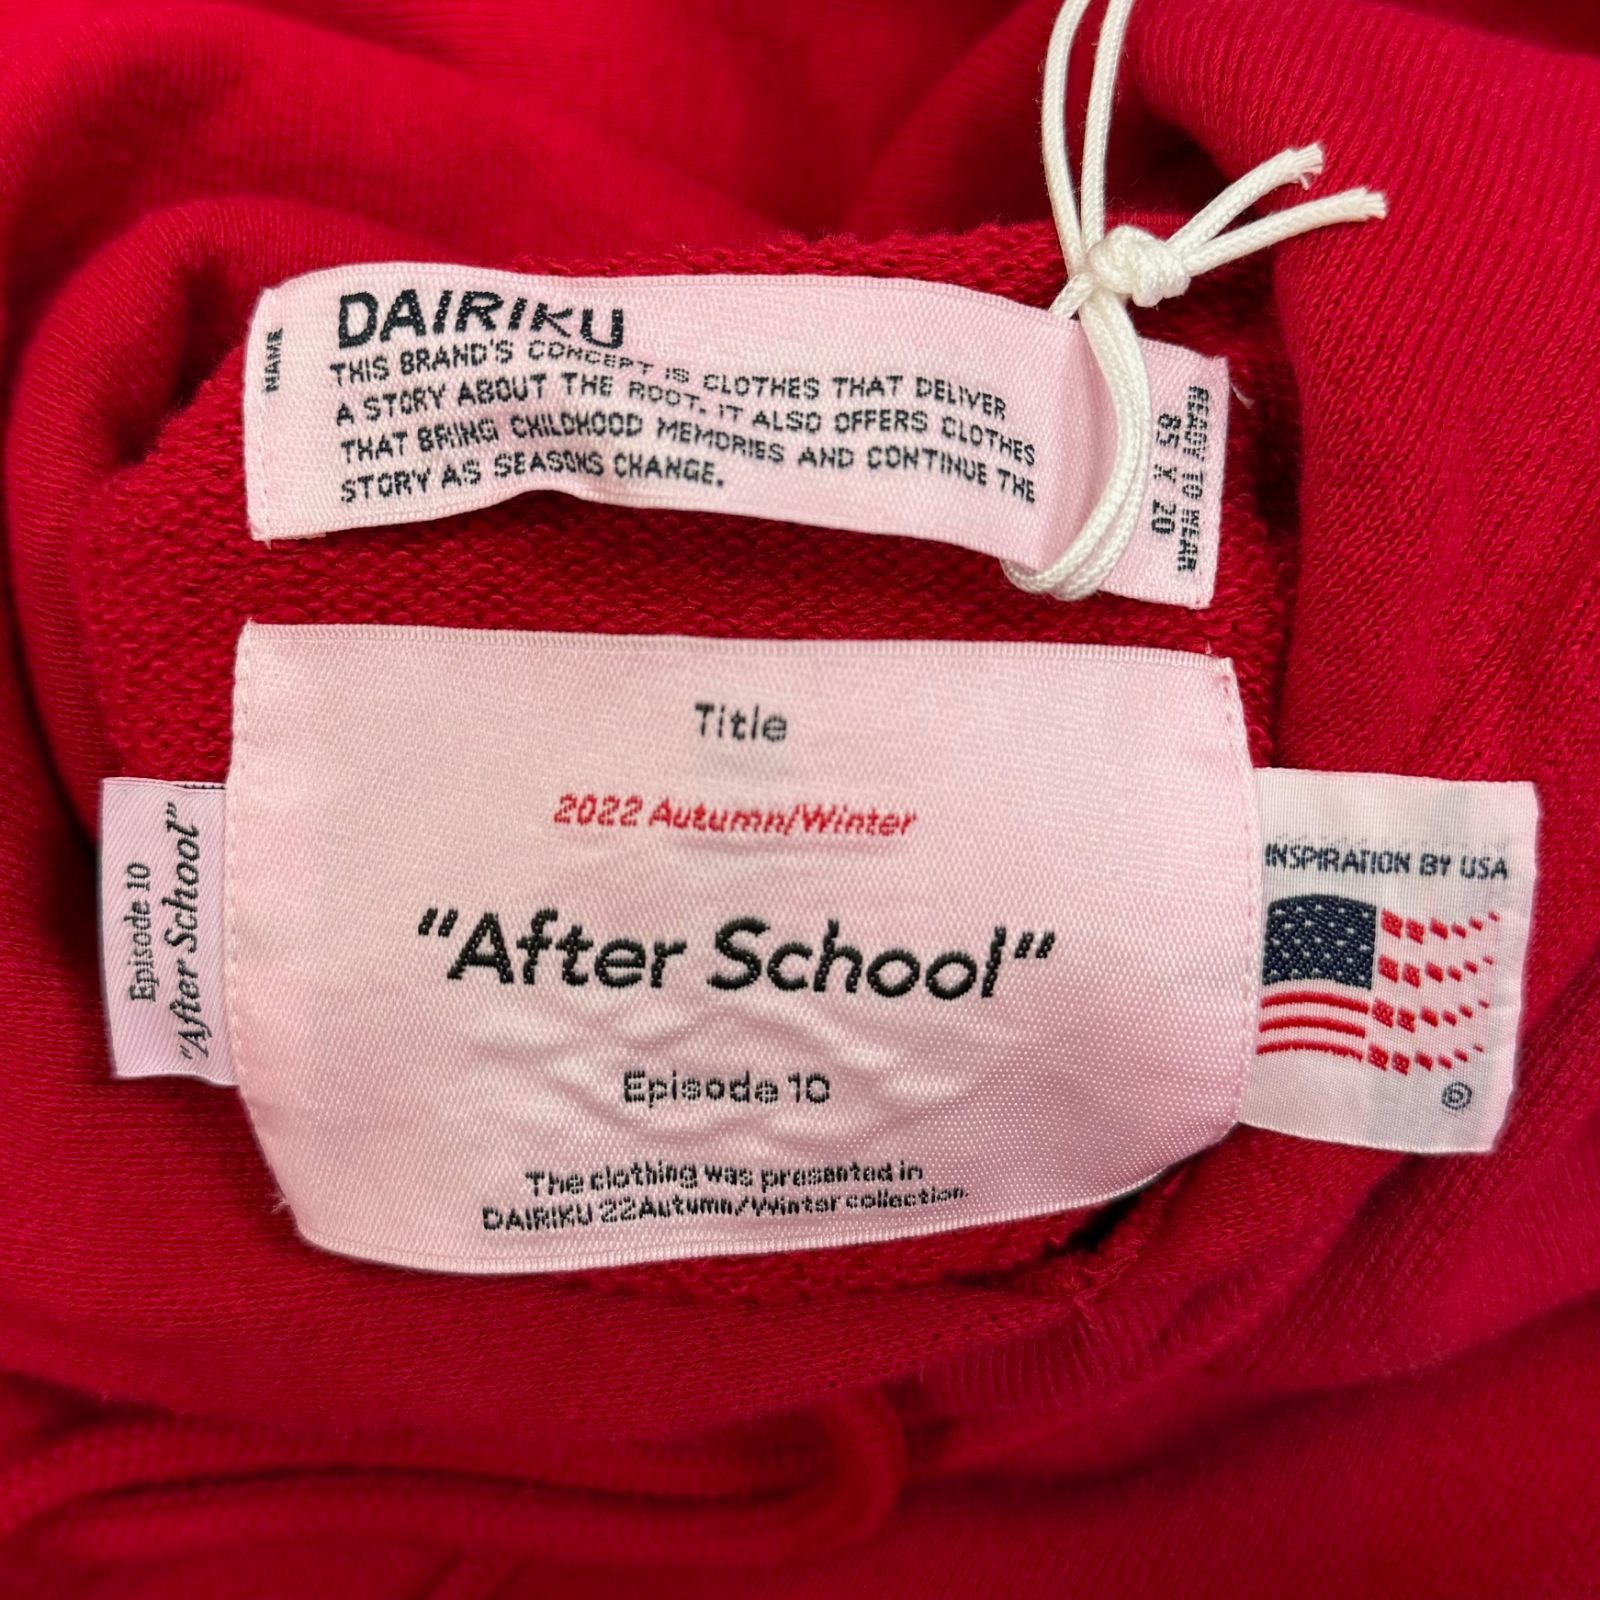 NAME
DAIRIKU
THIS BRAND'S CONCEPT IS CLOTHES THAT DELIVER
A STORY ABOUT THE ROOT. IT ALSO OFFERS CLOTHES
THAT BRING CHILDHOOD MEMORIES AND CONTINUE THE
STORY AS SEASONS CHANGE.
READY TO WEAR
85 X 20
Title
2022 Autumn/Winter
"After School"
Episode 10
The clothing was presented in
DAIRIKU 22Autumn/Winter collection.
Episode 10
"After School"
INSPIRATION BY USA
©